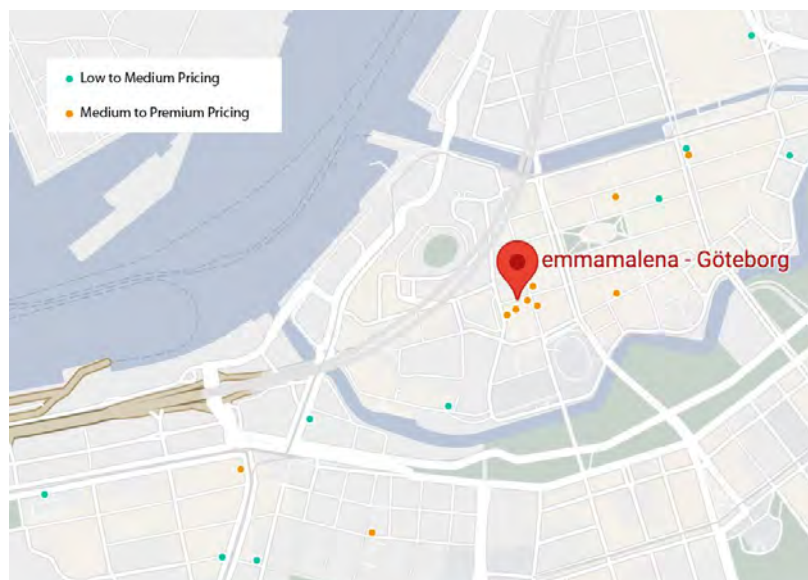 Low to Medium Pricing
Medium to Premium Pricing
emmamalena - Göteborg